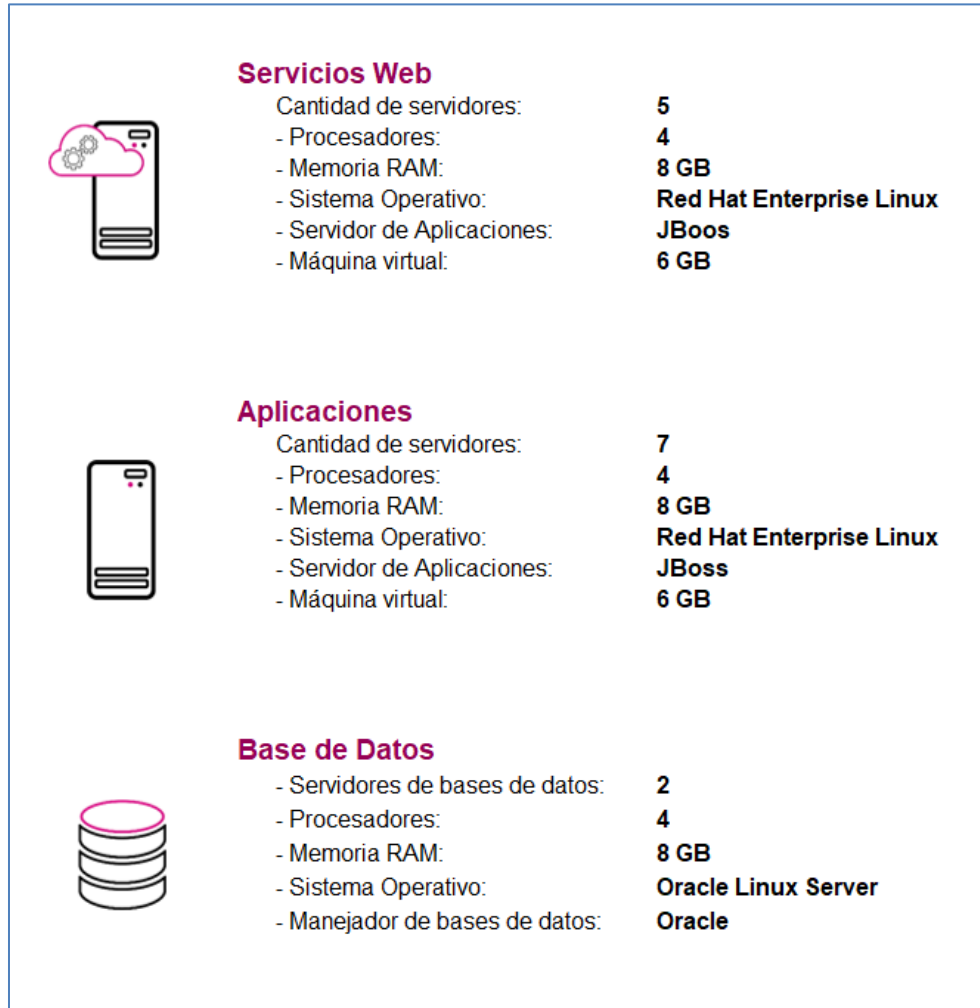 Servicios Web
Cantidad de servidores: 5
- Procesadores: 4
- Memoria RAM: 8 GB
- Sistema Operativo: Red Hat Enterprise Linux
- Servidor de Aplicaciones: JBoos
- Máquina virtual: 6 GB
Aplicaciones
Cantidad de servidores: 7
- Procesadores: 4
- Memoria RAM: 8 GB
- Sistema Operativo: Red Hat Enterprise Linux
- Servidor de Aplicaciones: JBoss
- Máquina virtual: 6 GB
Base de Datos
- Servidores de bases de datos: 2
- Procesadores: 4
- Memoria RAM: 8 GB
- Sistema Operativo: Oracle Linux Server
- Manejador de bases de datos: Oracle